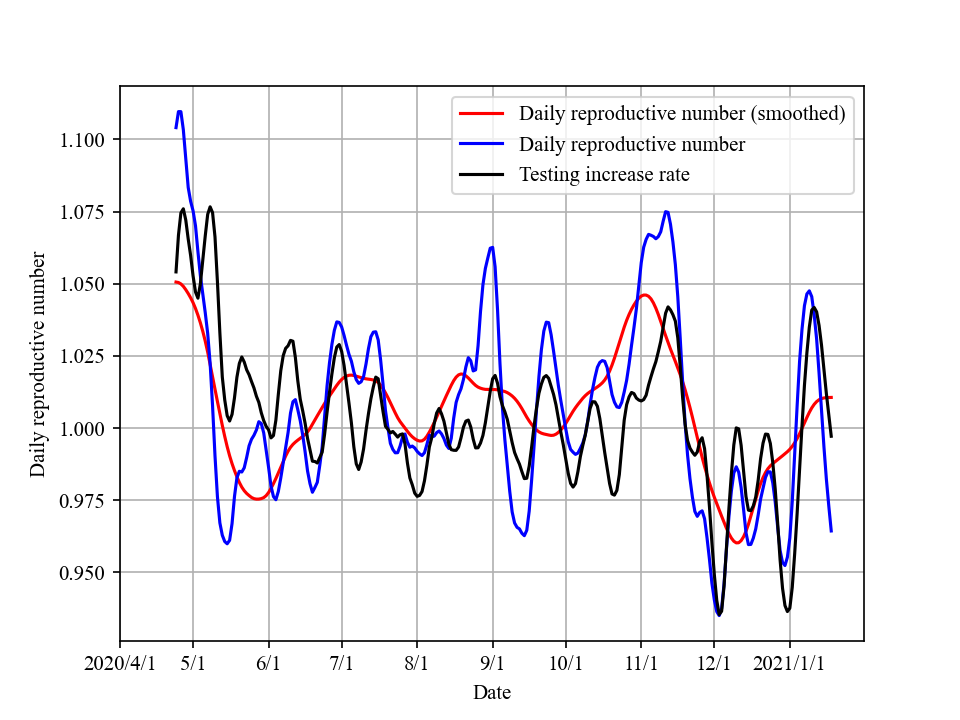 Daily reproductive number (smoothed)
Daily reproductive number
Testing increase rate
Daily reproductive number
1.100
1.075
1.050
1.025
1.000
0.975
0.950
2020/4/1 5/1 6/1 7/1 8/1 9/1 10/1 11/1 12/1 2021/1/1
Date